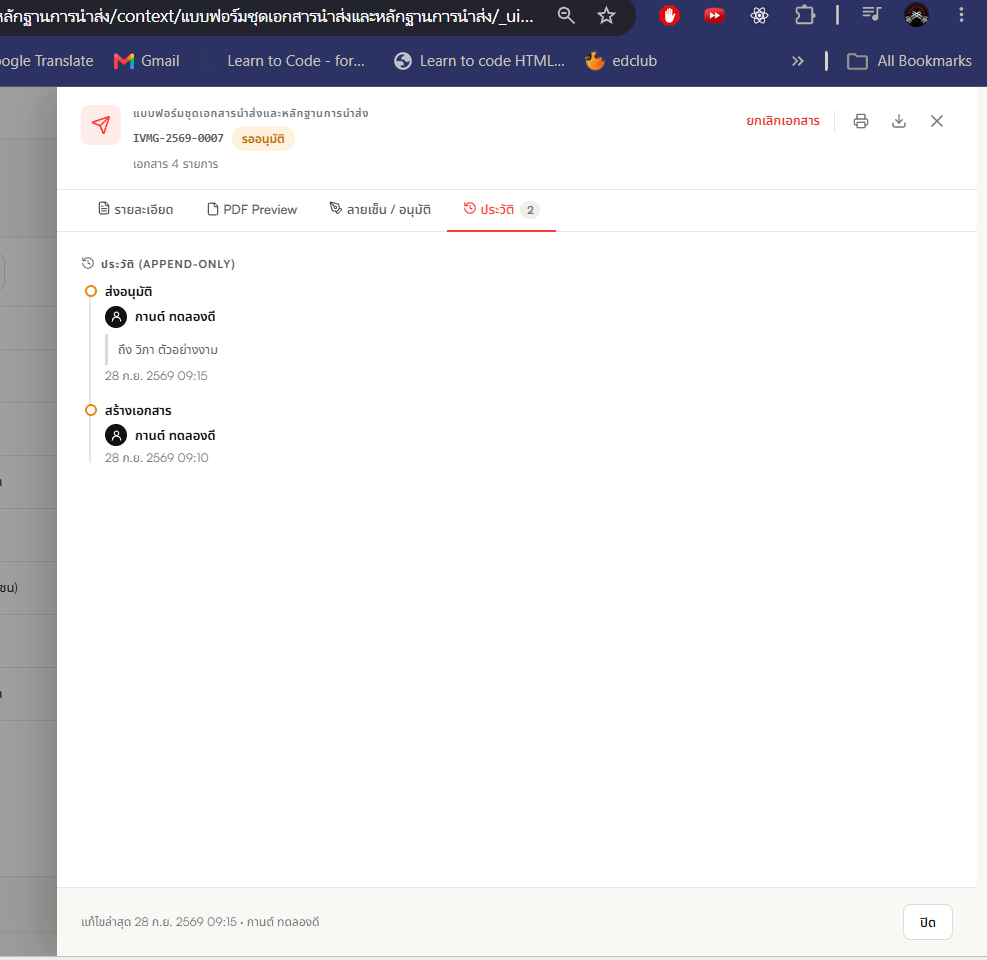 หลักฐานการนำส่ง/context/แบบฟอร์มชุดเอกสารนำส่งและหลักฐานการนำส่ง/_ui...
ogle Translate
Gmail
Learn to Code - for...
Learn to code HTML...
edclub
»
All Bookmarks
แบบฟอร์มชุดเอกสารนำส่งและหลักฐานการนำส่ง
IVMG-2569-0007 รออนุมัติ
เอกสาร 4 รายการ
ยกเลิกเอกสาร
รายละเอียด
PDF Preview
ลายเซ็น / อนุมัติ
ประวัติ 2
ประวัติ (APPEND-ONLY)
ส่งอนุมัติ
กานต์ ทดลองดี
ถึง วิภา ตัวอย่างงาม
28 ก.ย. 2569 09:15
สร้างเอกสาร
กานต์ ทดลองดี
28 ก.ย. 2569 09:10
ชน)
แก้ไขล่าสุด 28 ก.ย. 2569 09:15 • กานต์ ทดลองดี
ปิด